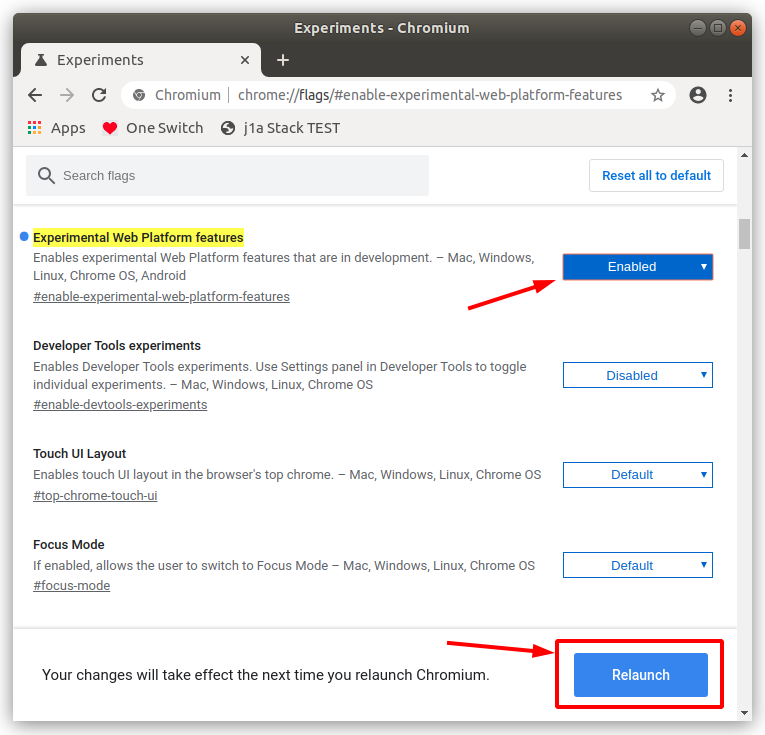 Experiments - Chromium
Experiments
Chromium chrome://flags/#enable-experimental-web-platform-features
Apps One Switch j1a Stack TEST
Search flags
Reset all to default
Experimental Web Platform features
Enables experimental Web Platform features that are in development. – Mac, Windows,
Linux, Chrome OS, Android
#enable-experimental-web-platform-features
Enabled
Developer Tools experiments
Enables Developer Tools experiments. Use Settings panel in Developer Tools to toggle
individual experiments. – Mac, Windows, Linux, Chrome OS
#enable-devtools-experiments
Disabled
Touch UI Layout
Enables touch UI layout in the browser's top chrome. – Mac, Windows, Linux, Chrome OS
#top-chrome-touch-ui
Default
Focus Mode
If enabled, allows the user to switch to Focus Mode – Mac, Windows, Linux, Chrome OS
#focus-mode
Default
Your changes will take effect the next time you relaunch Chromium.
Relaunch